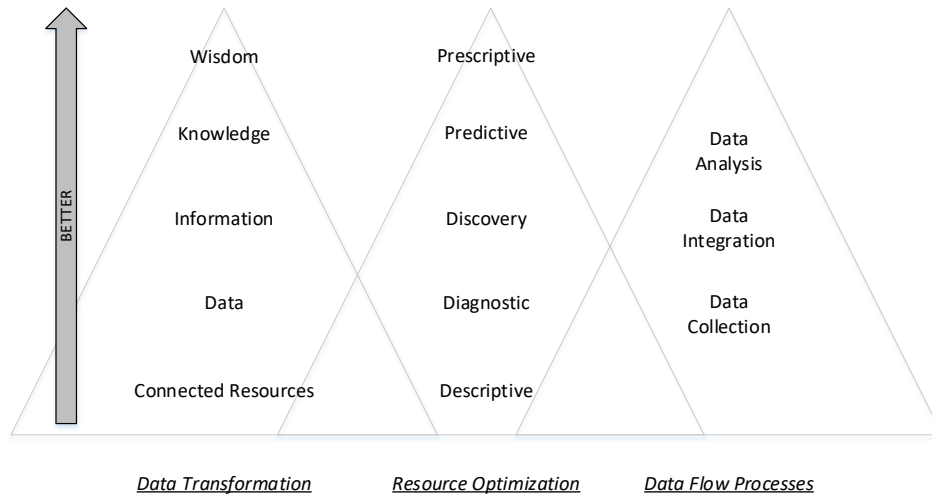 BETTER
Wisdom
Knowledge
Information
Data
Connected Resources
Data Transformation
Prescriptive
Predictive
Discovery
Diagnostic
Descriptive
Resource Optimization
Data
Analysis
Data
Integration
Data
Collection
Data Flow Processes